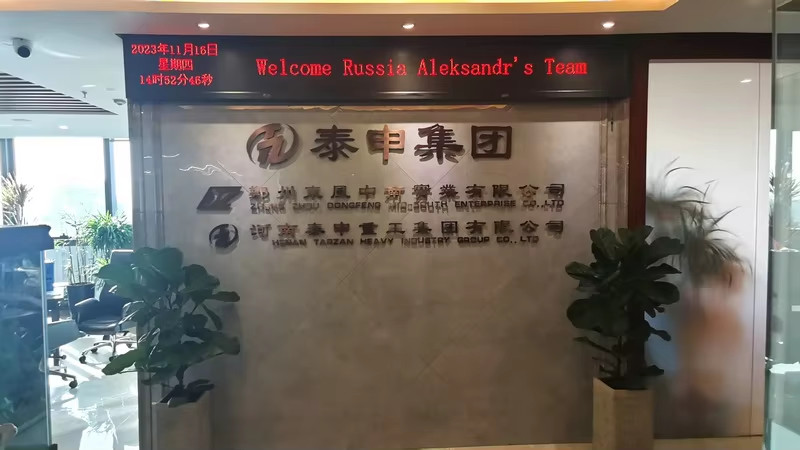 2023年11月16日
星期四
14时52分46秒
Welcome Russia Aleksandr's Team
泰申集团
郑州东风中南营业有限公司
ZHENG ZHOU DONGFENG MID-SOUTH ENTERPRISE CO.,LTD
河南泰申重工集团有限公司
HENAN TARZAN HEAVY INDUSTRY GROUP CO.,LTD